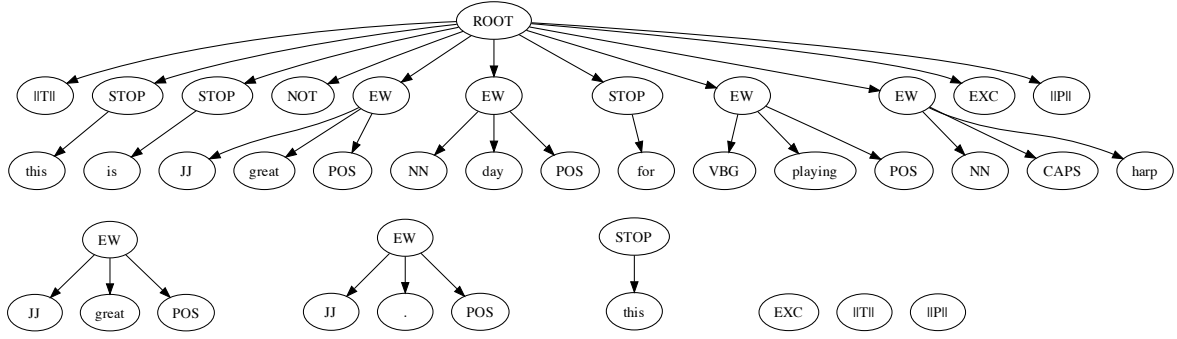 ROOT
||T|| STOP STOP NOT EW EW STOP EW EW EXC ||P||
this is JJ great POS NN day POS for VBG playing POS NN CAPS harp
EW EW STOP
JJ great POS JJ . POS this EXC ||T|| ||P||